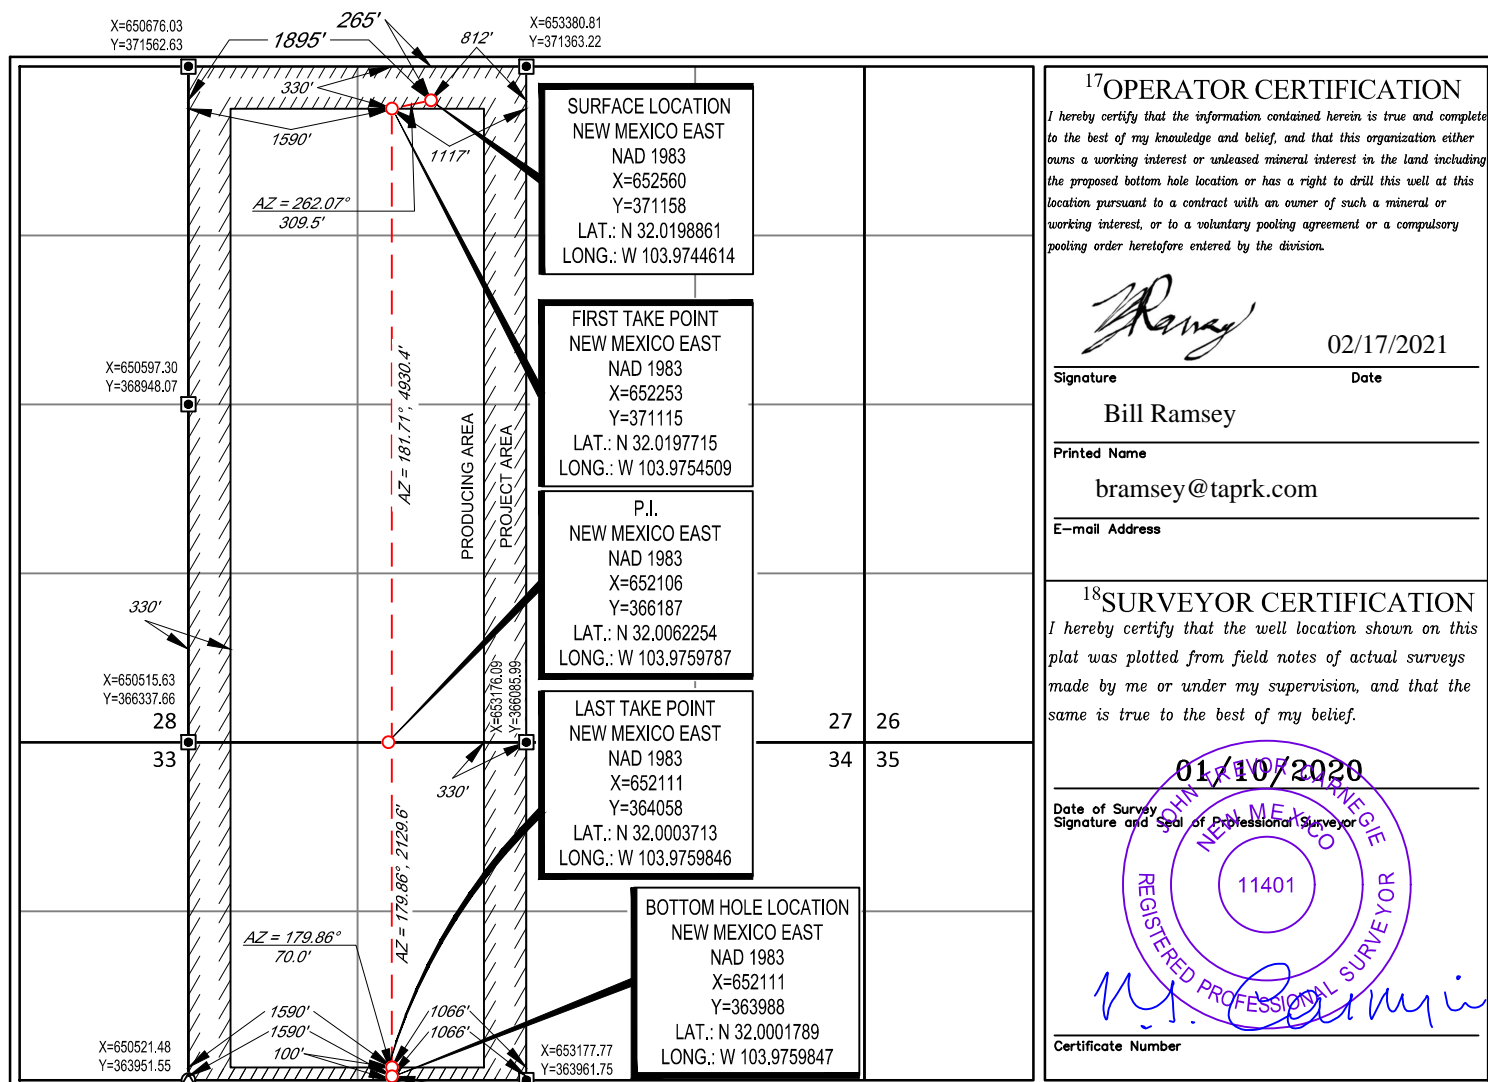 X=650676.03
Y=371562.63
265'
1895'
812'
X=653380.81
Y=371363.22
330'
1590'
1117'
AZ = 262.07°
309.5'
SURFACE LOCATION
NEW MEXICO EAST
NAD 1983
X=652560
Y=371158
LAT.: N 32.0198861
LONG.: W 103.9744614
X=650597.30
Y=368948.07
AZ = 181.71°, 4930.4'
PRODUCING AREA
PROJECT AREA
FIRST TAKE POINT
NEW MEXICO EAST
NAD 1983
X=652253
Y=371115
LAT.: N 32.0197715
LONG.: W 103.9754509
P.I.
NEW MEXICO EAST
NAD 1983
X=652106
Y=366187
LAT.: N 32.0062254
LONG.: W 103.9759787
330'
X=650515.63
Y=366337.66
X=653176.09
Y=366085.99
28
33
27
26
34
35
330'
LAST TAKE POINT
NEW MEXICO EAST
NAD 1983
X=652111
Y=364058
LAT.: N 32.0003713
LONG.: W 103.9759846
AZ = 179.86°, 2129.6'
AZ = 179.86°
70.0'
BOTTOM HOLE LOCATION
NEW MEXICO EAST
NAD 1983
X=652111
Y=363988
LAT.: N 32.0001789
LONG.: W 103.9759847
1590'
1590'
100'
1066'
1066'
X=650521.48
Y=363951.55
X=653177.77
Y=363961.75
17OPERATOR CERTIFICATION
I hereby certify that the information contained herein is true and complete
to the best of my knowledge and belief, and that this organization either
owns a working interest or unleased mineral interest in the land including
the proposed bottom hole location or has a right to drill this well at this
location pursuant to a contract with an owner of such a mineral or
working interest, or to a voluntary pooling agreement or a compulsory
pooling order heretofore entered by the division.
02/17/2021
Signature Date
Bill Ramsey
Printed Name
bramsey@taprk.com
E-mail Address
18SURVEYOR CERTIFICATION
I hereby certify that the well location shown on this
plat was plotted from field notes of actual surveys
made by me or under my supervision, and that the
same is true to the best of my belief.
01/10/2020
Date of Survey
Signature and Seal of Professional Surveyor
JOHN TREVOR CARNEGIE
NEW MEXICO
11401
REGISTERED PROFESSIONAL SURVEYOR
Certificate Number